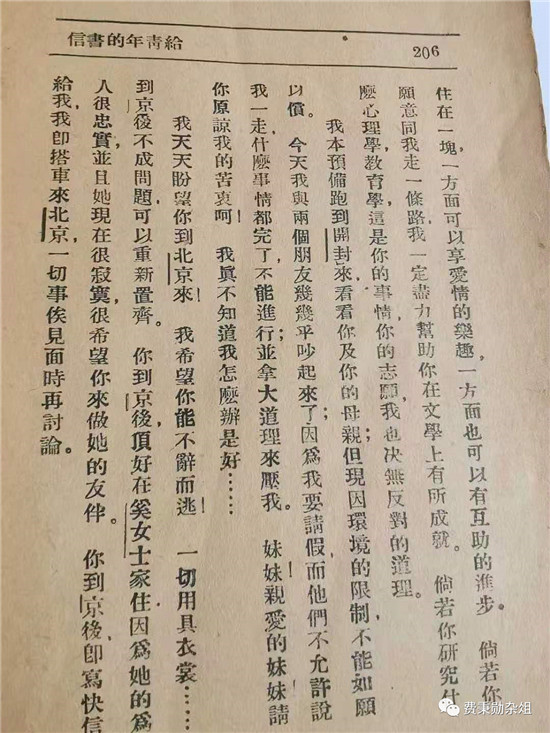 206
給青年的書信
住在一塊，一方面可以享愛情的樂趣，一方面也可以有互助的進步。 倘若你
願意同我走一條路，我一定盡力幫助你在文學上有所成就。 倘若你研究什
麼心理學，教育學，這是你的事情，你的志願，我也決無反對的道理。
我本預備跑到開封來，看看你及你的母親；但現因環境的限制，不能如願
以償。 今天我與兩個朋友幾幾乎吵起來了；因爲我要請假，而他們不允許，說
我一走，什麼事情都完了，不能進行；並拿大道理來壓我。 妹妹！親愛的妹妹！請
你原諒我的苦衷呵！ 我眞不知道我怎麼辦是好……
我天天盼望你到北京來！ 我希望你能不辭而逃！ 一切用具衣裳……
到京後不成問題，可以重新置齊。 你到京後，頂好在奚女士家住，因爲她的爲
人很忠實，並且她現在很寂寞，很希望你來做她的友伴。 你到京後，卽寫快信
給我，我卽搭車來北京，一切事俟見面時再討論。
费秉勋杂俎